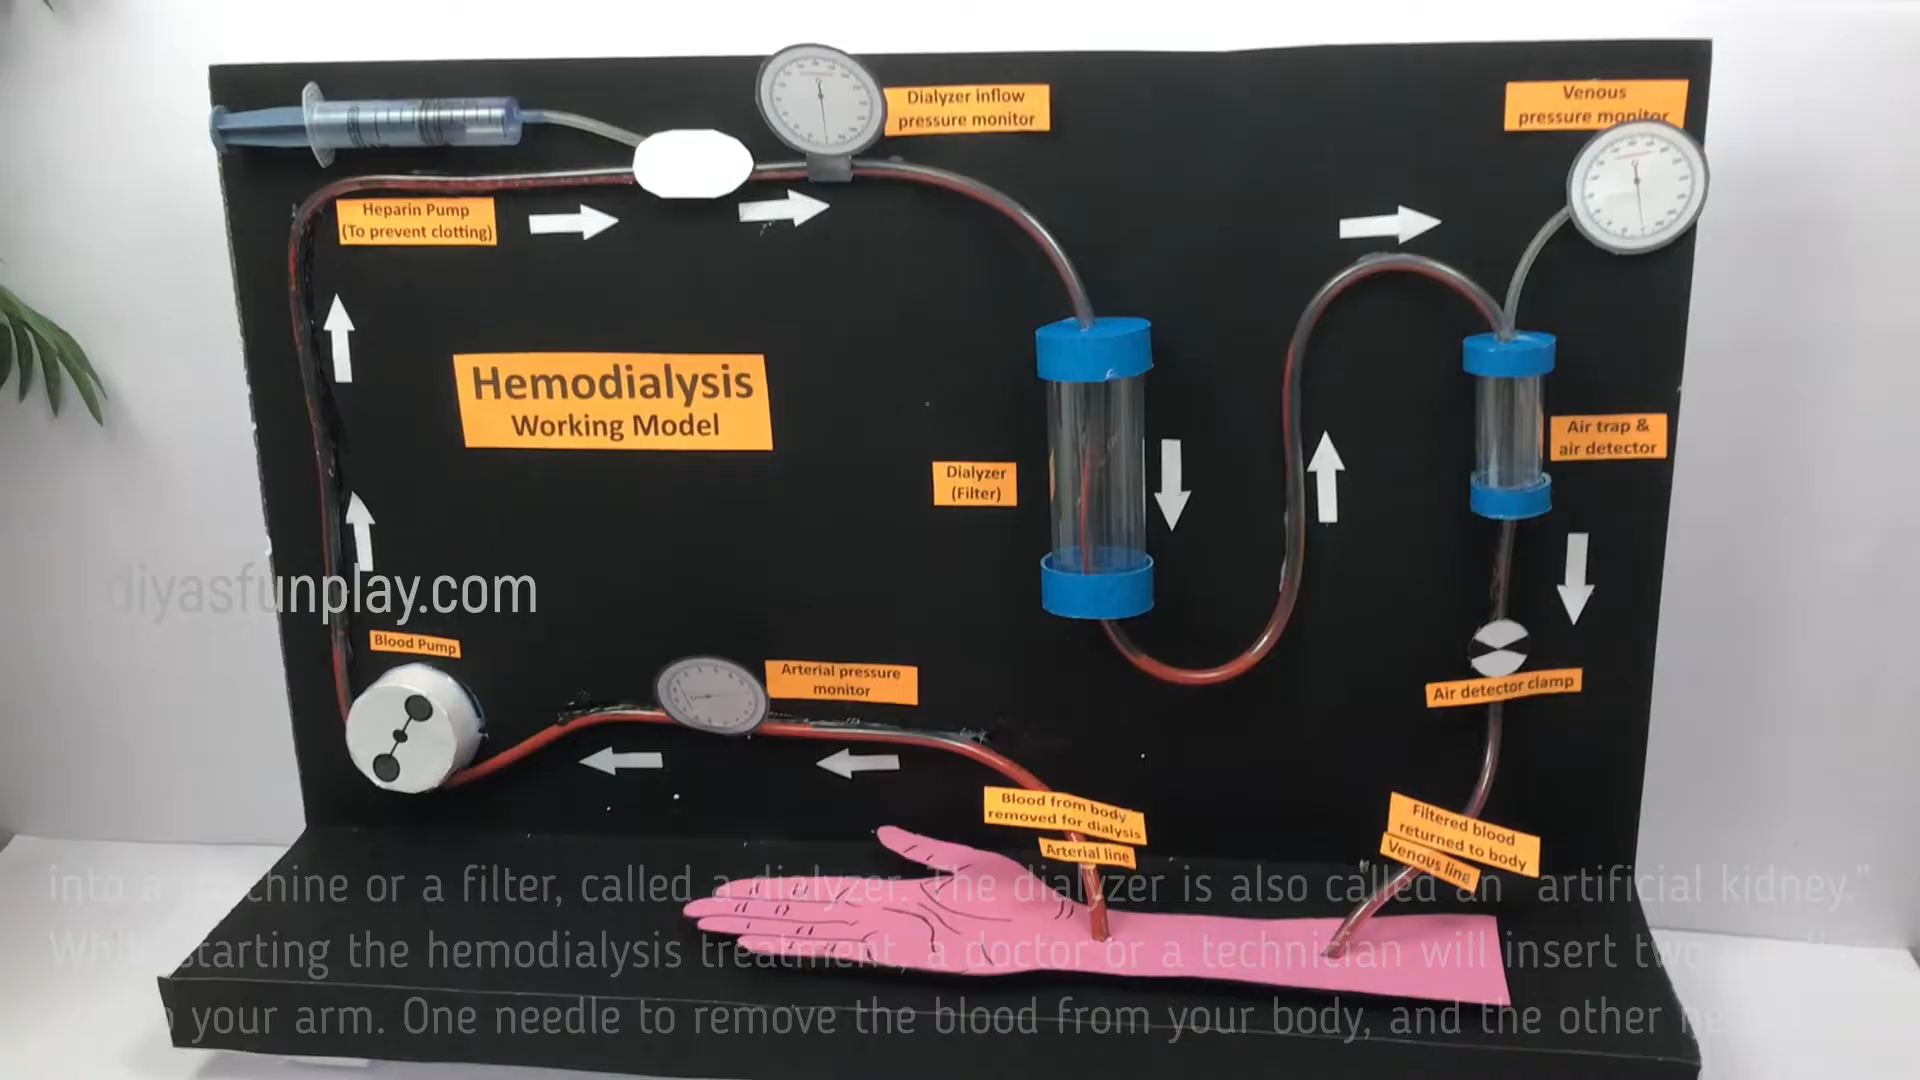 Dialyzer inflow
pressure monitor
Venous
pressure monitor
Heparin Pump
(To prevent clotting)
Hemodialysis
Working Model
Dialyzer
(Filter)
Air trap &
air detector
diyasfunplay.com
Blood Pump
Arterial pressure
monitor
Air detector clamp
Blood from body
removed for dialysis
Arterial line
Filtered blood
returned to body
Venous line
into a machine or a filter, called a dialyzer. The dialyzer is also called an "artificial kidney."
While starting the hemodialysis treatment, a doctor or a technician will insert two
your arm. One needle to remove the blood from your body, and the other